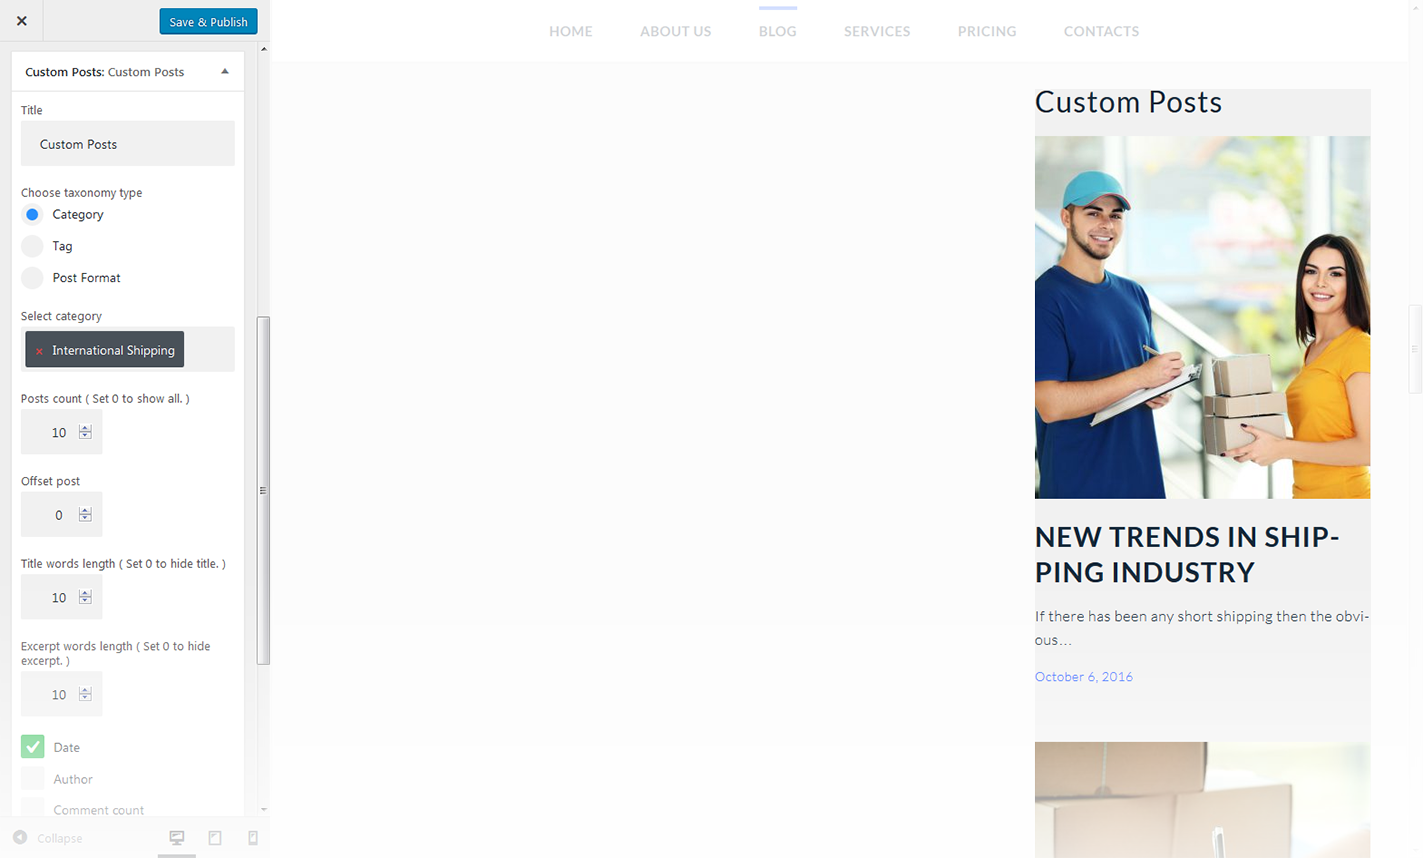 Save & Publish
Custom Posts: Custom Posts
Title
Custom Posts
Choose taxonomy type
Category
Tag
Post Format
Select category
× International Shipping
Posts count ( Set 0 to show all. )
10
Offset post
0
Title words length ( Set 0 to hide title. )
10
Excerpt words length ( Set 0 to hide
excerpt. )
10
Date
Author
Comment count
Collapse
HOME ABOUT US BLOG SERVICES PRICING CONTACTS
Custom Posts
NEW TRENDS IN SHIP-
PING INDUSTRY
If there has been any short shipping then the obvi-
ous...
October 6, 2016